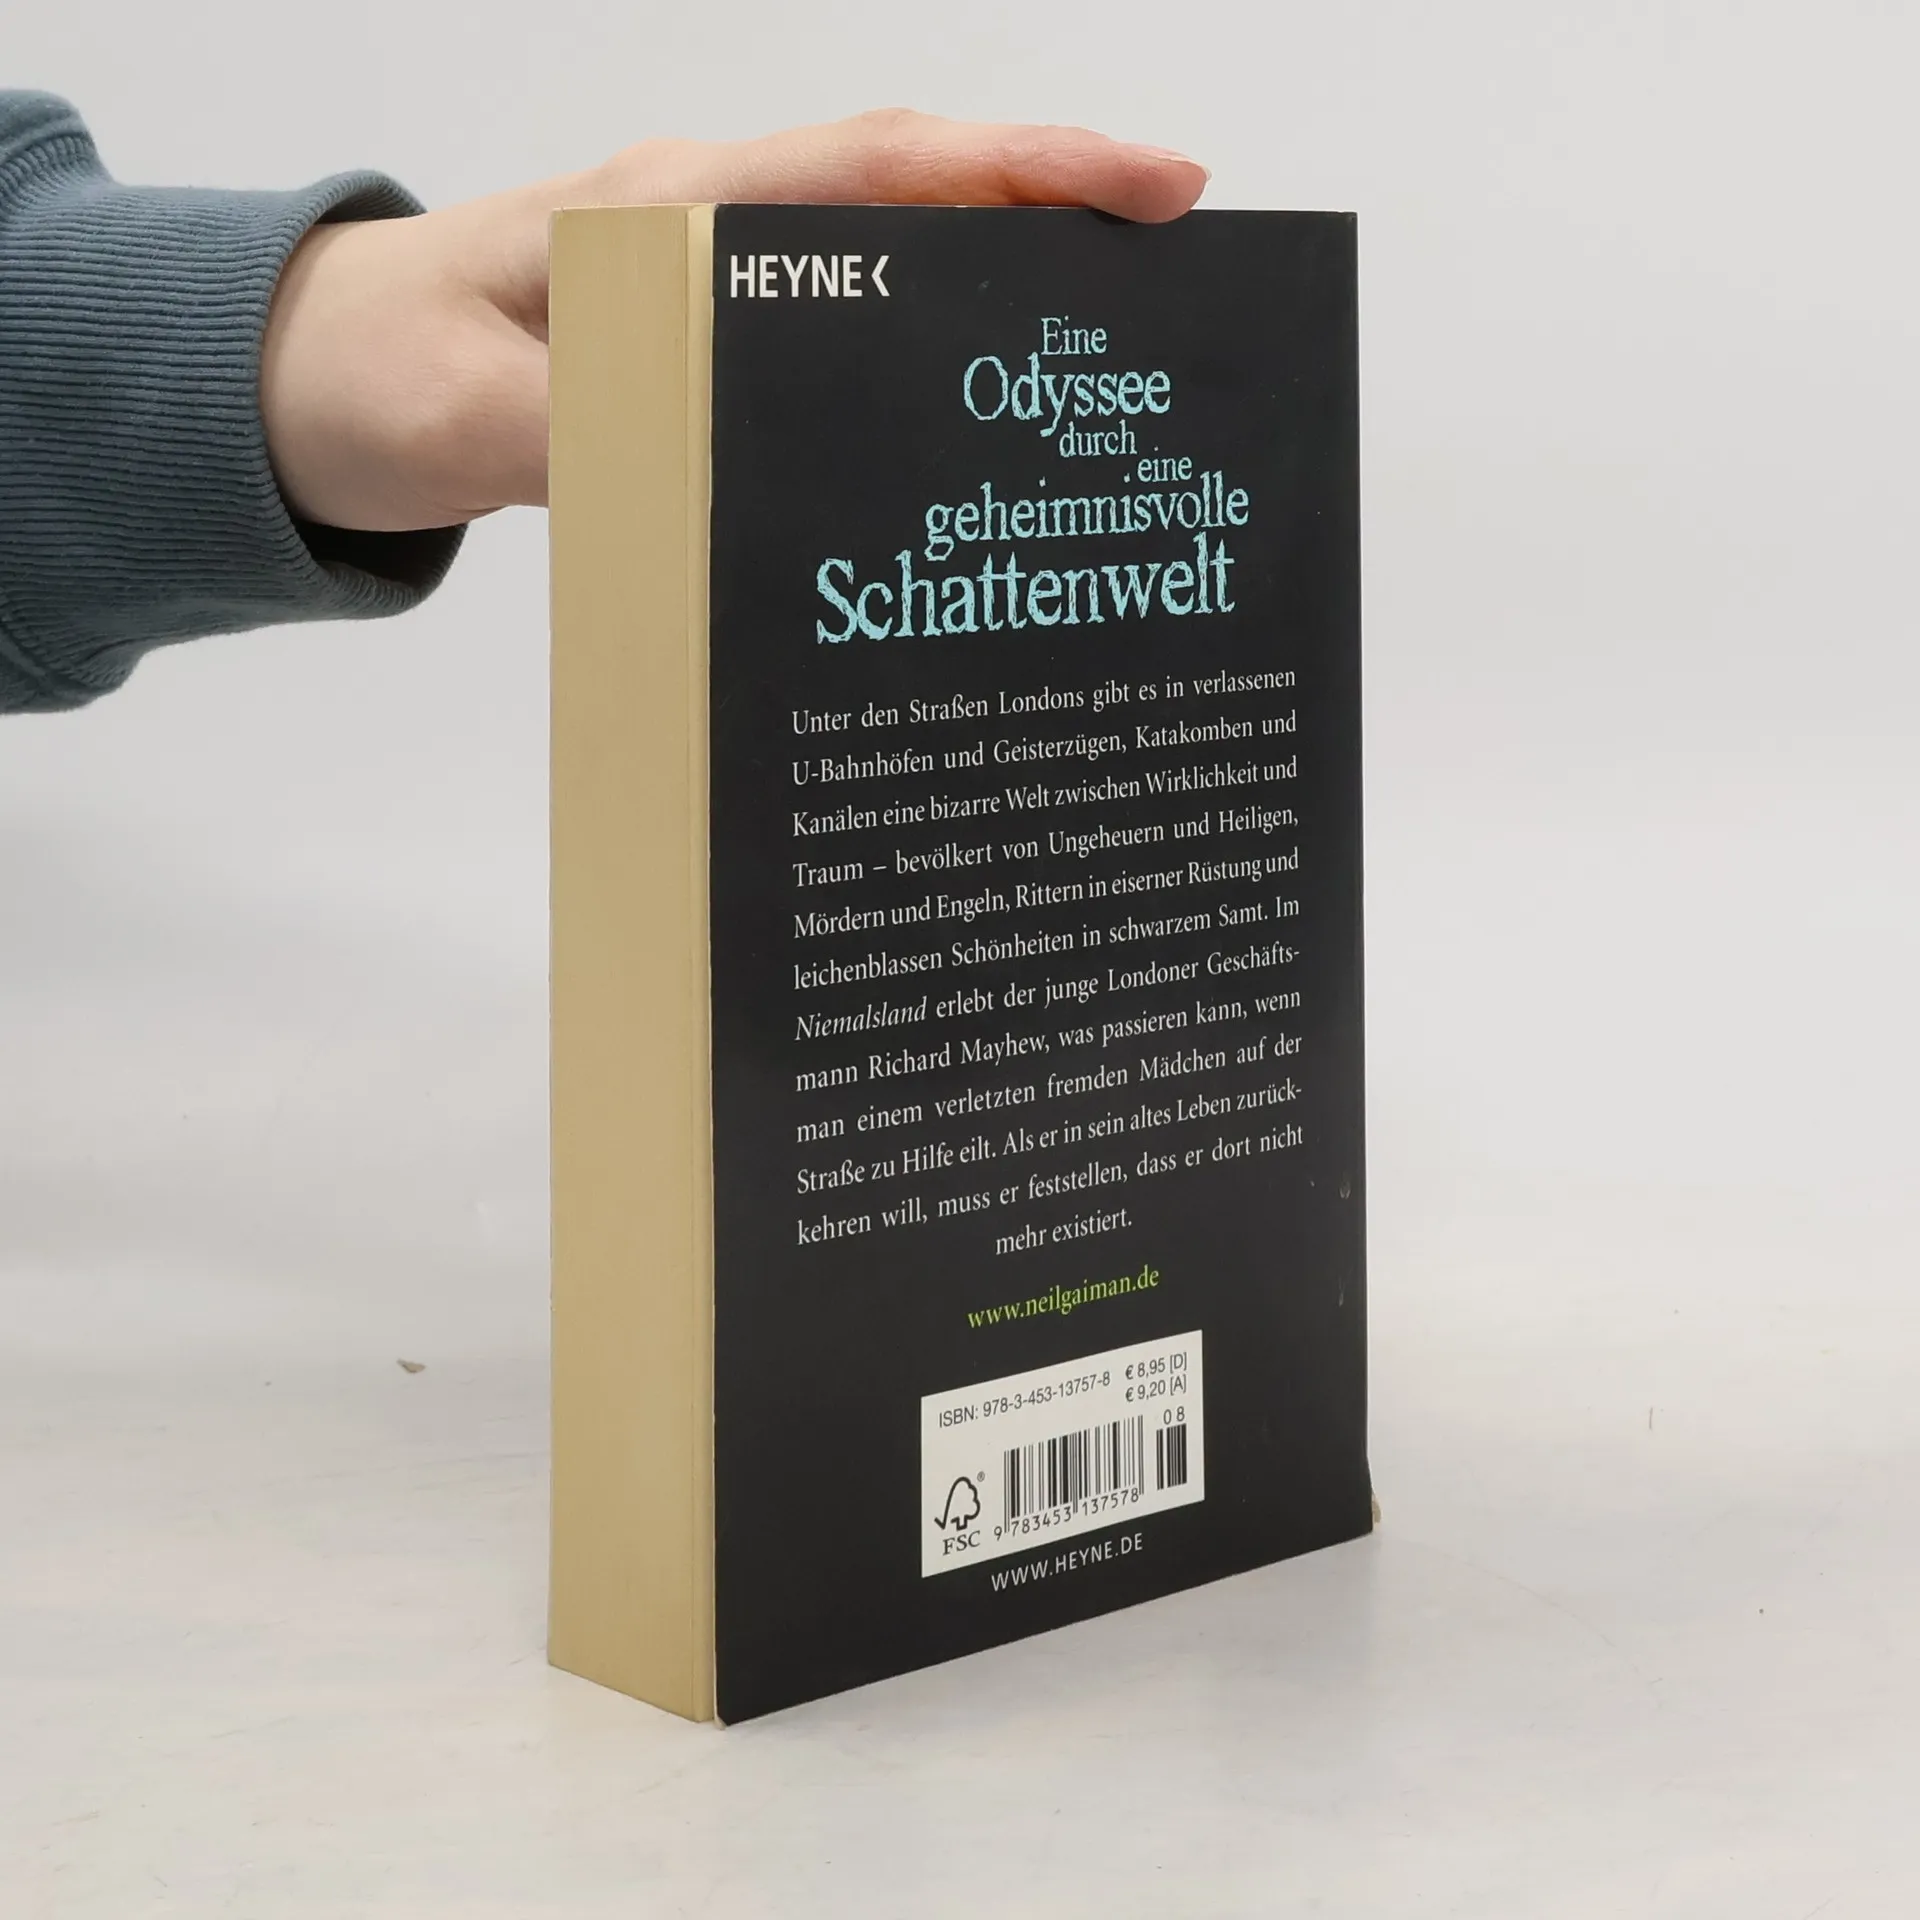 HEYNE<
Eine
Odyssee
durch
eine
geheimnisvolle
Schattenwelt
Unter den Straßen Londons gibt es in verlassenen
U-Bahnhöfen und Geisterzügen, Katakomben und
Kanälen eine bizarre Welt zwischen Wirklichkeit und
Traum – bevölkert von Ungeheuern und Heiligen,
Mördern und Engeln, Rittern in eiserner Rüstung und
leichenblassen Schönheiten in schwarzem Samt. Im
Niemalsland erlebt der junge Londoner Geschäfts-
mann Richard Mayhew, was passieren kann, wenn
man einem verletzten fremden Mädchen auf der
Straße zu Hilfe eilt. Als er in sein altes Leben zurück-
kehren will, muss er feststellen, dass er dort nicht
mehr existiert.
www.neilgaiman.de
ISBN: 978-3-453-13757-8 € 8,95 [D]
€ 9,20 [A]
08
9 783453 137578
® FSC
WWW.HEYNE.DE